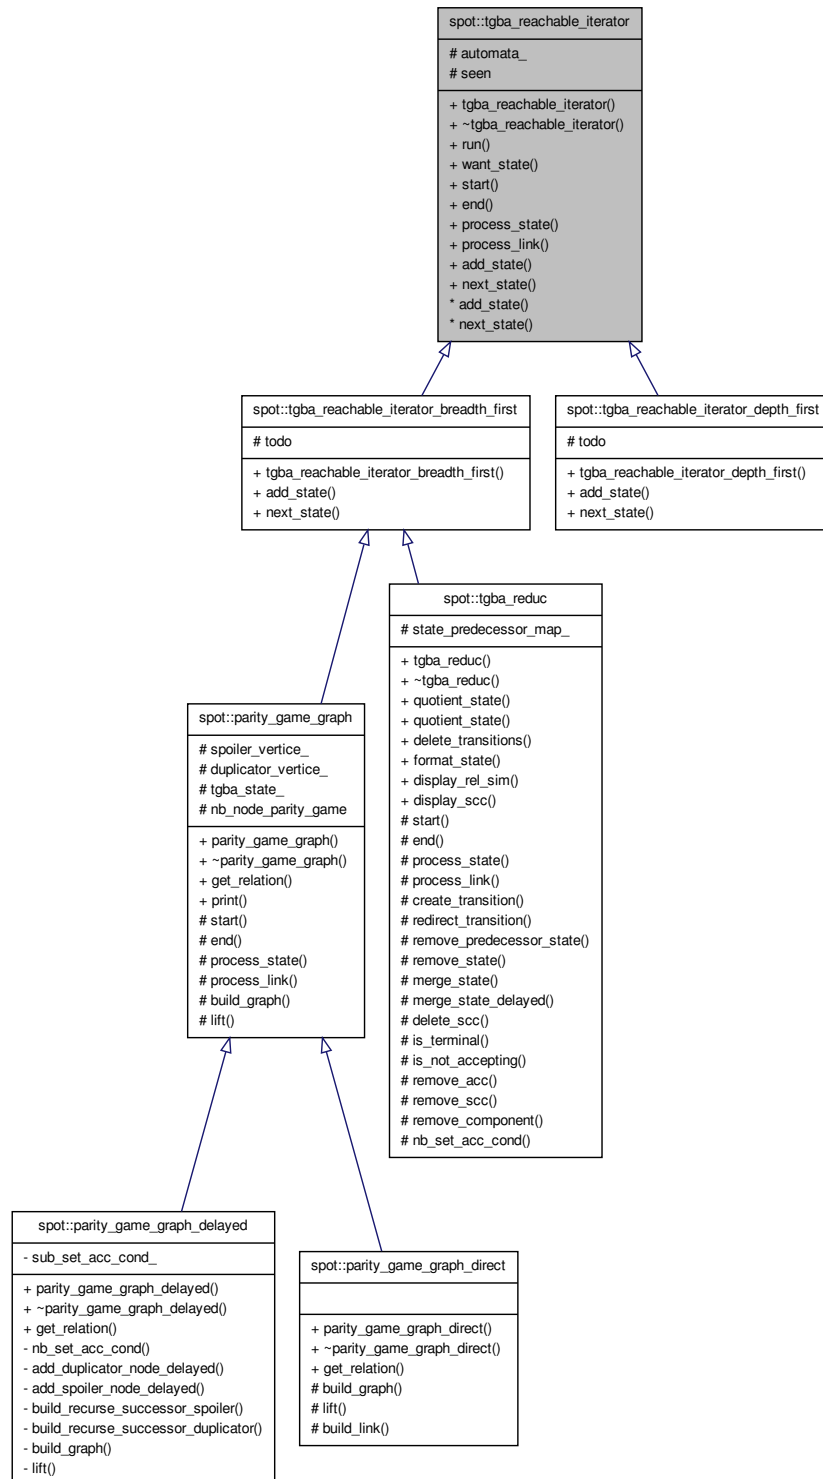 spot::tgba_reachable_iterator
# automata_
# seen
+ tgba_reachable_iterator()
+ ~tgba_reachable_iterator()
+ run()
+ want_state()
+ start()
+ end()
+ process_state()
+ process_link()
+ add_state()
+ next_state()
* add_state()
* next_state()
spot::tgba_reachable_iterator_breadth_first
# todo
+ tgba_reachable_iterator_breadth_first()
+ add_state()
+ next_state()
spot::tgba_reachable_iterator_depth_first
# todo
+ tgba_reachable_iterator_depth_first()
+ add_state()
+ next_state()
spot::tgba_reduc
# state_predecessor_map_
+ tgba_reduc()
+ ~tgba_reduc()
+ quotient_state()
+ quotient_state()
+ delete_transitions()
+ format_state()
+ display_rel_sim()
+ display_scc()
# start()
# end()
# process_state()
# process_link()
# create_transition()
# redirect_transition()
# remove_predecessor_state()
# remove_state()
# merge_state()
# merge_state_delayed()
# delete_scc()
# is_terminal()
# is_not_accepting()
# remove_acc()
# remove_scc()
# remove_component()
# nb_set_acc_cond()
spot::parity_game_graph
# spoiler_vertice_
# duplicator_vertice_
# tgba_state_
# nb_node_parity_game
+ parity_game_graph()
+ ~parity_game_graph()
+ get_relation()
+ print()
# start()
# end()
# process_state()
# process_link()
# build_graph()
# lift()
spot::parity_game_graph_delayed
- sub_set_acc_cond_
+ parity_game_graph_delayed()
+ ~parity_game_graph_delayed()
+ get_relation()
- nb_set_acc_cond()
- add_duplicator_node_delayed()
- add_spoiler_node_delayed()
- build_recurse_successor_spoiler()
- build_recurse_successor_duplicator()
- build_graph()
- lift()
spot::parity_game_graph_direct
+ parity_game_graph_direct()
+ ~parity_game_graph_direct()
+ get_relation()
# build_graph()
# lift()
# build_link()